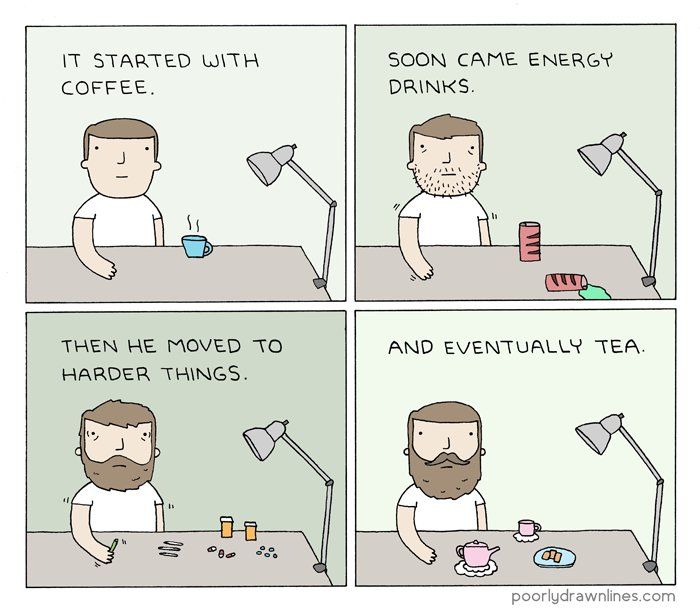 IT STARTED WITH
COFFEE.
SOON CAME ENERGY
DRINKS.
THEN HE MOVED TO
HARDER THINGS.
AND EVENTUALLY TEA.
poorlydrawnlines.com